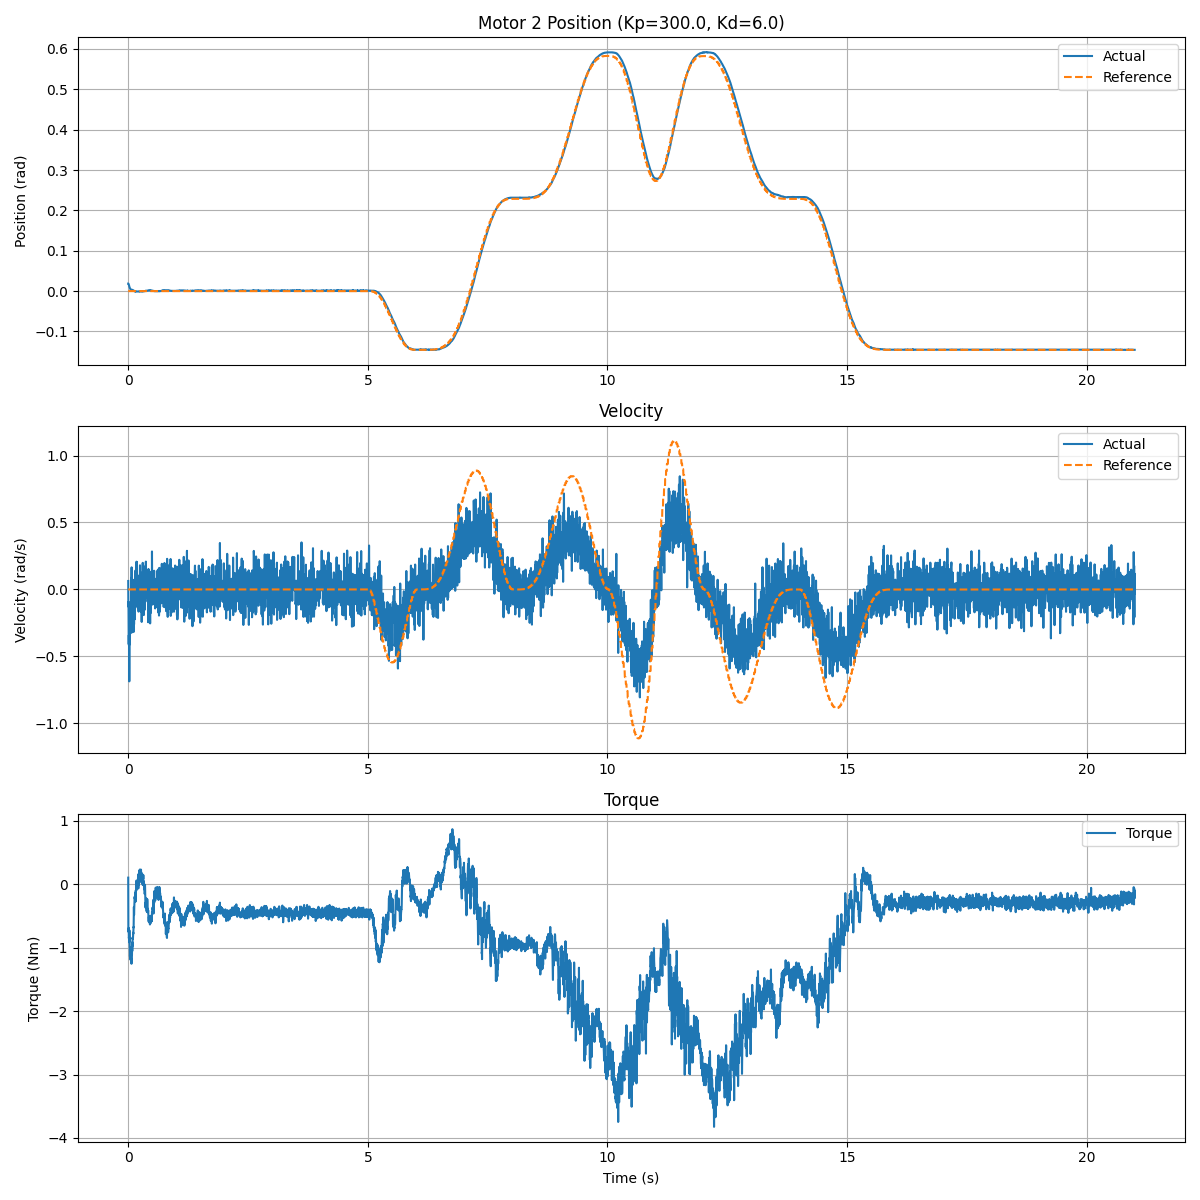 Motor 2 Position (Kp=300.0, Kd=6.0)
Position (rad)
0.6
0.5
0.4
0.3
0.2
0.1
0.0
−0.1
Actual
Reference
0 5 10 15 20
Velocity
Velocity (rad/s)
1.0
0.5
0.0
−0.5
−1.0
Actual
Reference
0 5 10 15 20
Torque
Torque (Nm)
1
0
−1
−2
−3
−4
Torque
0 5 10 15 20
Time (s)